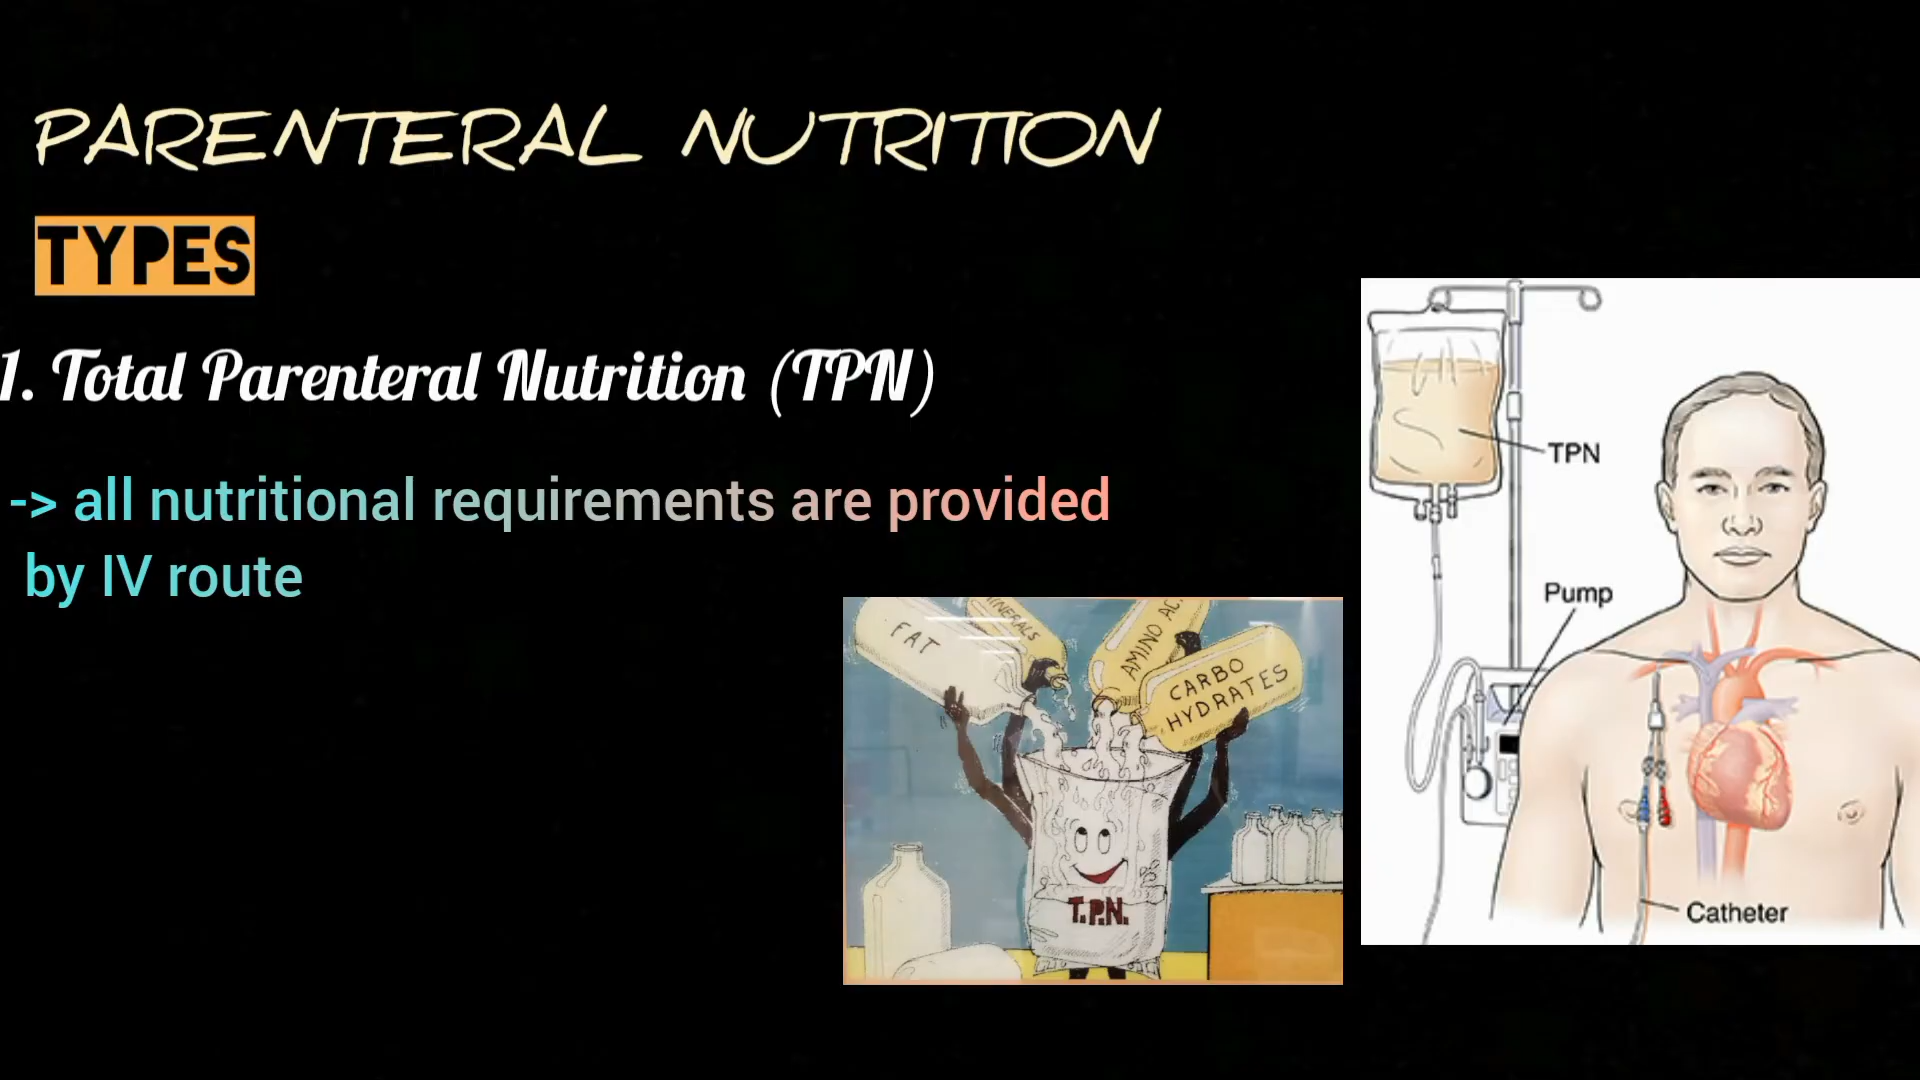 PARENTERAL NUTRITION
TYPES
1. Total Parenteral Nutrition (TPN)
-> all nutritional requirements are provided
by IV route
FAT
AMINO
CARBO
HYDRATES
T.P.N.
TPN
Pump
Catheter